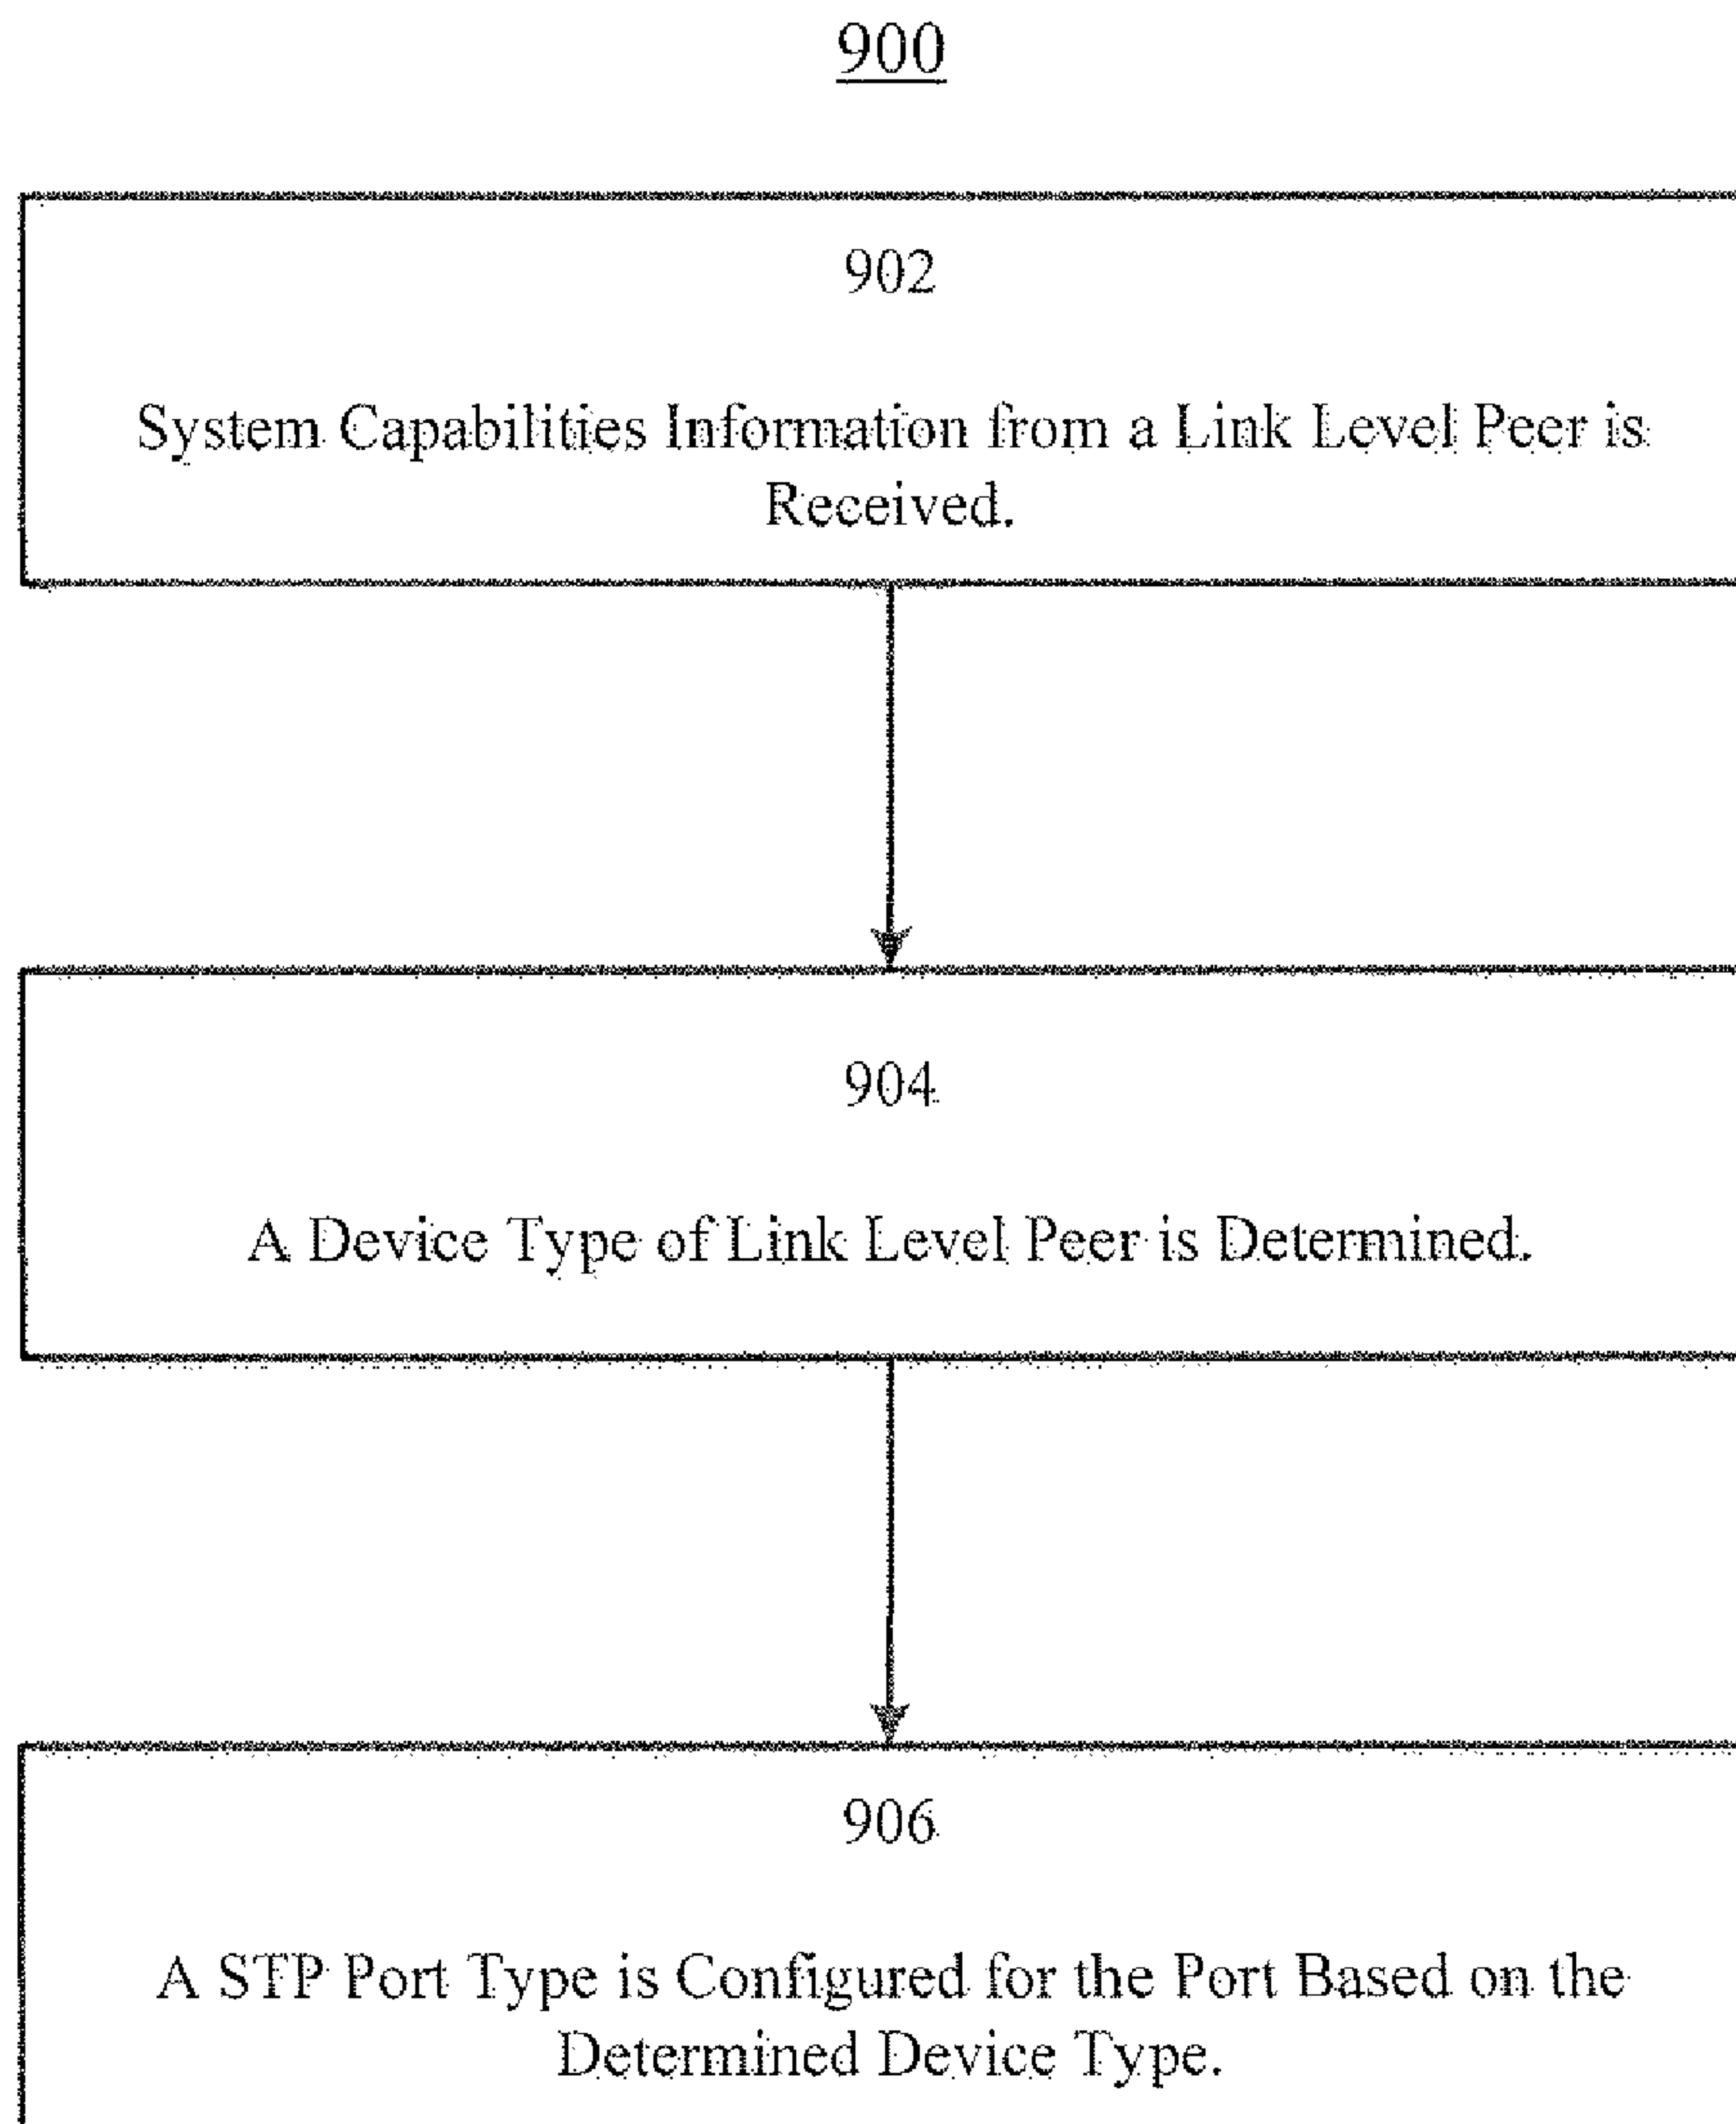 900
902
System Capabilities Information from a Link Level Peer is
Received.
904
A Device Type of Link Level Peer is Determined.
906
A STP Port Type is Configured for the Port Based on the
Determined Device Type.